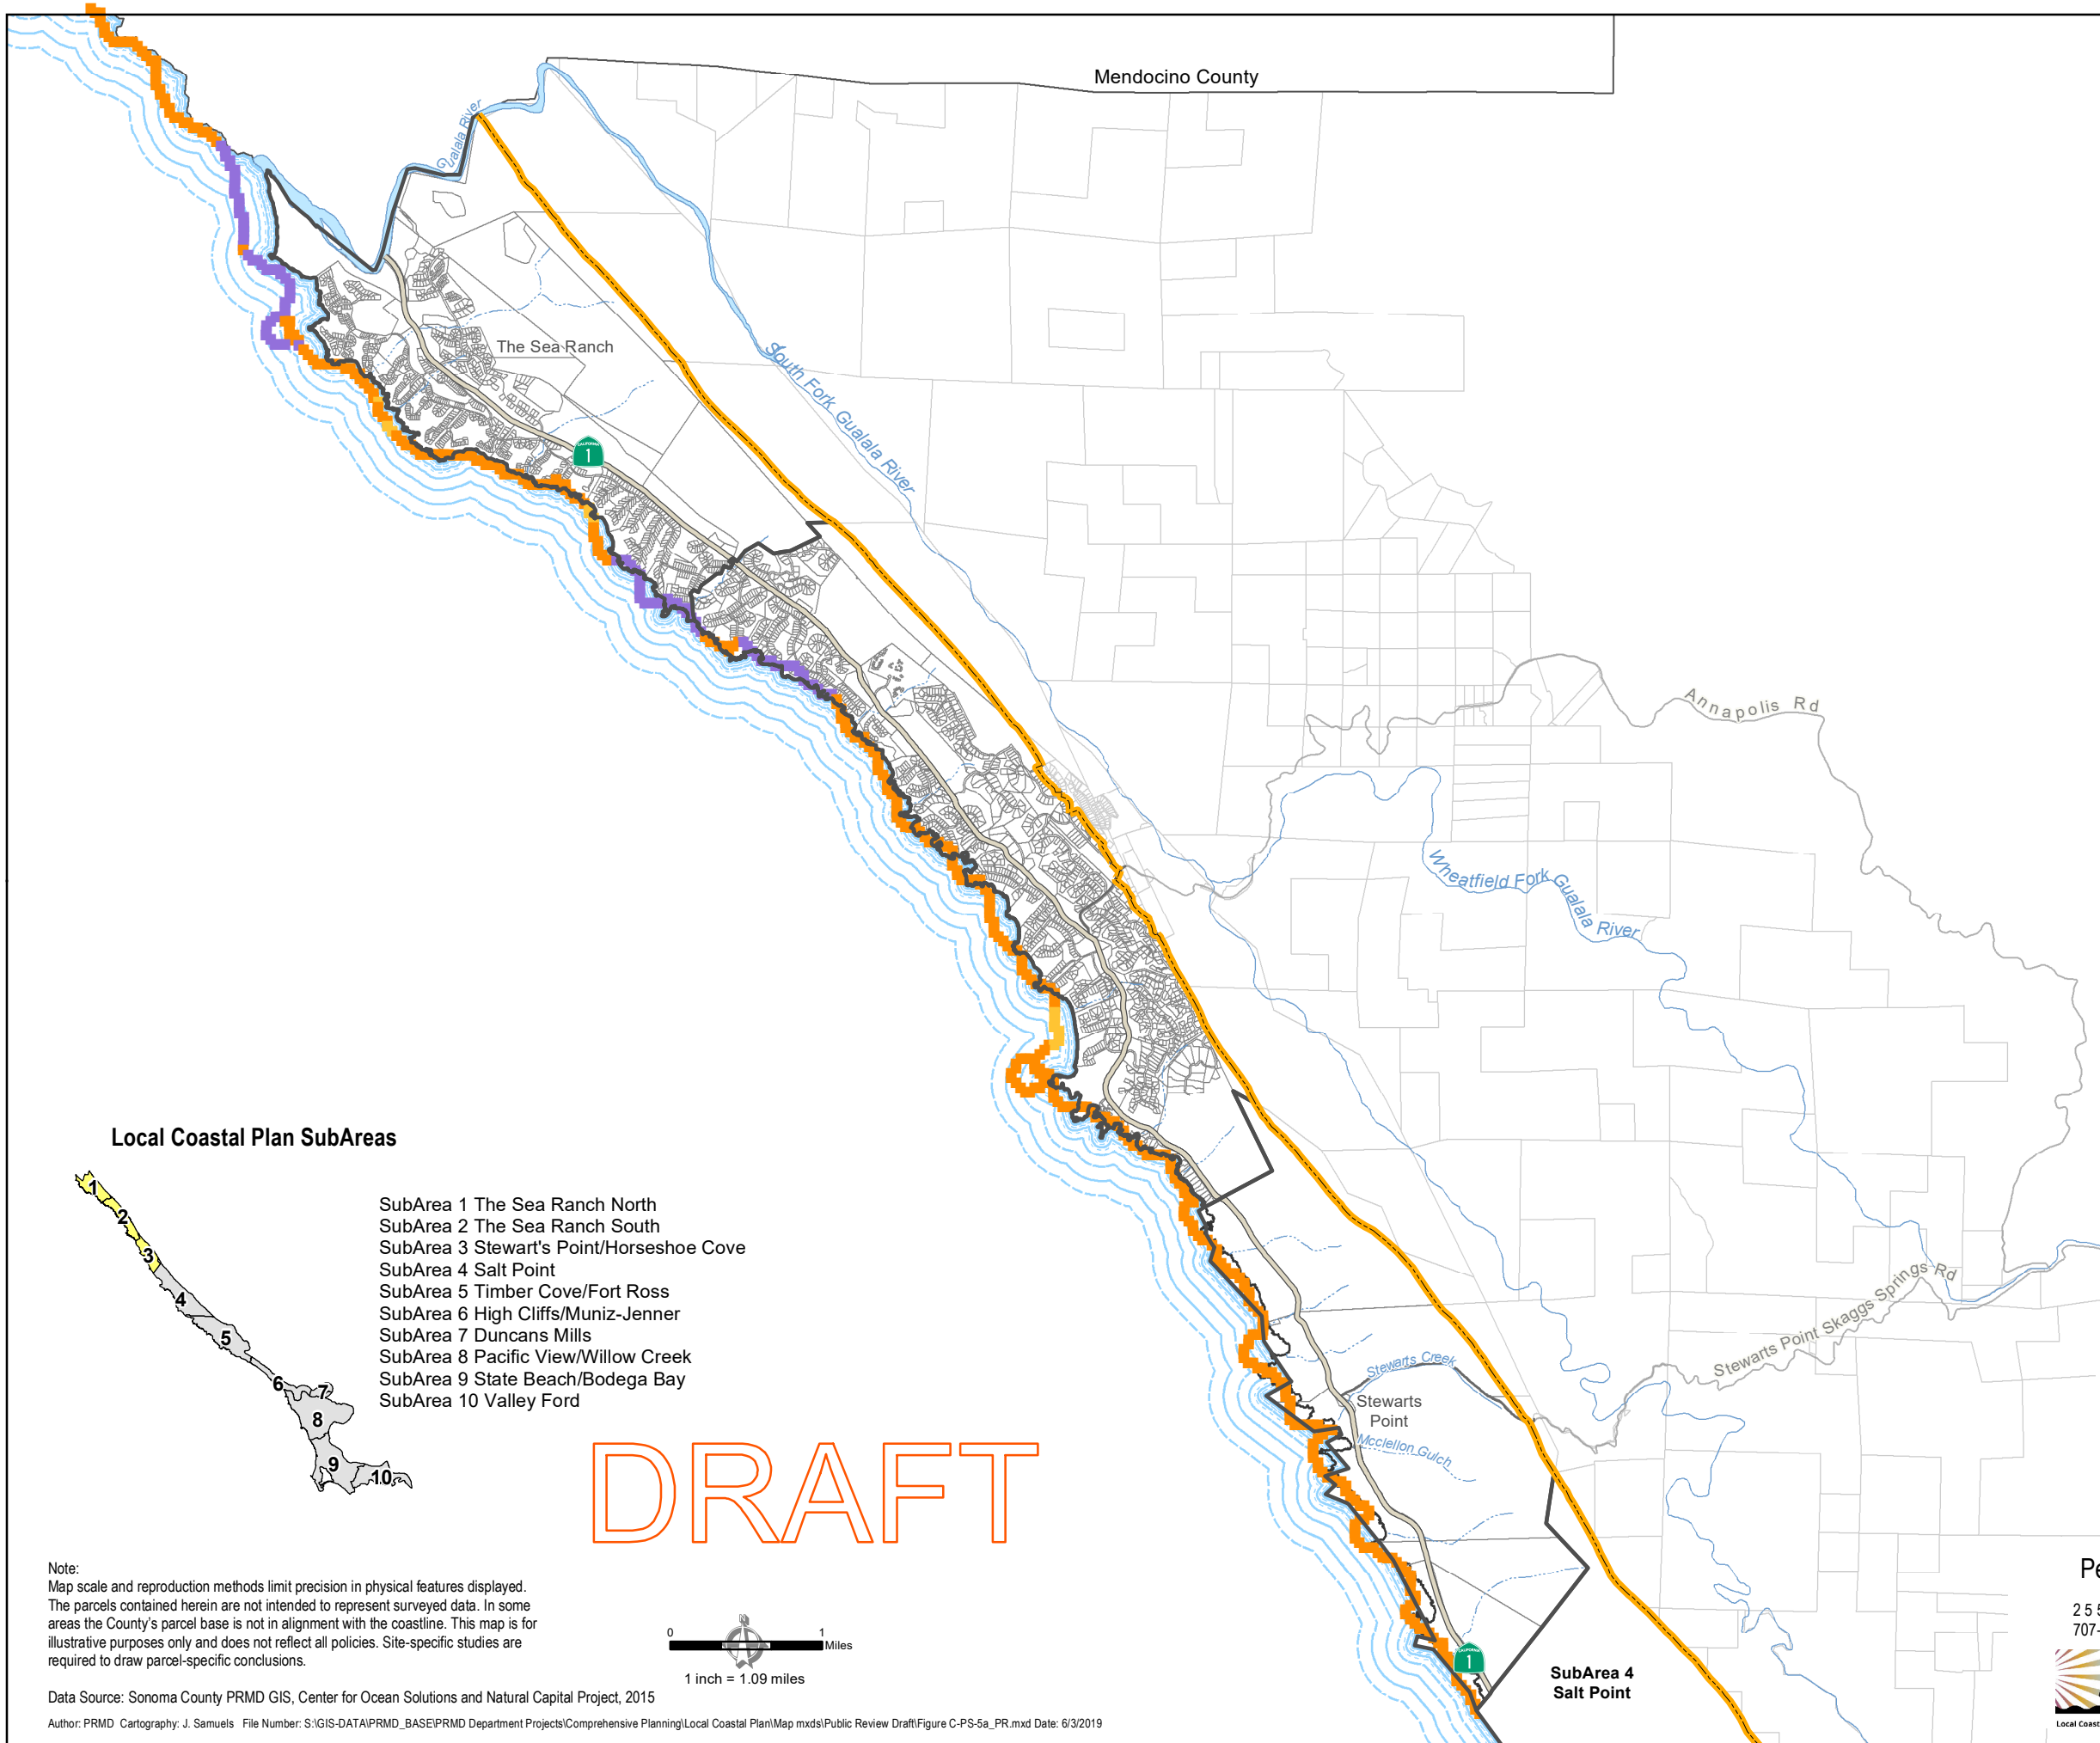 Mendocino County
Gualala River
The Sea Ranch
South Fork Gualala River
CALIFORNIA
1
Annapolis Rd
Wheatfield Fork Gualala River
Stewarts Point Skaggs Springs Rd
Stewarts Creek
Stewarts
Point
Mcclellon Gulch
Local Coastal Plan SubAreas
1
2
3
4
5
6
7
8
9
10
SubArea 1 The Sea Ranch North
SubArea 2 The Sea Ranch South
SubArea 3 Stewart's Point/Horseshoe Cove
SubArea 4 Salt Point
SubArea 5 Timber Cove/Fort Ross
SubArea 6 High Cliffs/Muniz-Jenner
SubArea 7 Duncans Mills
SubArea 8 Pacific View/Willow Creek
SubArea 9 State Beach/Bodega Bay
SubArea 10 Valley Ford
DRAFT
Note:
Map scale and reproduction methods limit precision in physical features displayed.
The parcels contained herein are not intended to represent surveyed data. In some
areas the County's parcel base is not in alignment with the coastline. This map is for
illustrative purposes only and does not reflect all policies. Site-specific studies are
required to draw parcel-specific conclusions.
0 1
Miles
1 inch = 1.09 miles
CALIFORNIA
1
SubArea 4
Salt Point
Pe
2 5 5
707-
Local Coast
Data Source: Sonoma County PRMD GIS, Center for Ocean Solutions and Natural Capital Project, 2015
Author: PRMD Cartography: J. Samuels File Number: S:\GIS-DATA\PRMD_BASE\PRMD Department Projects\Comprehensive Planning\Local Coastal Plan\Map mxds\Public Review Draft\Figure C-PS-5a_PR.mxd Date: 6/3/2019